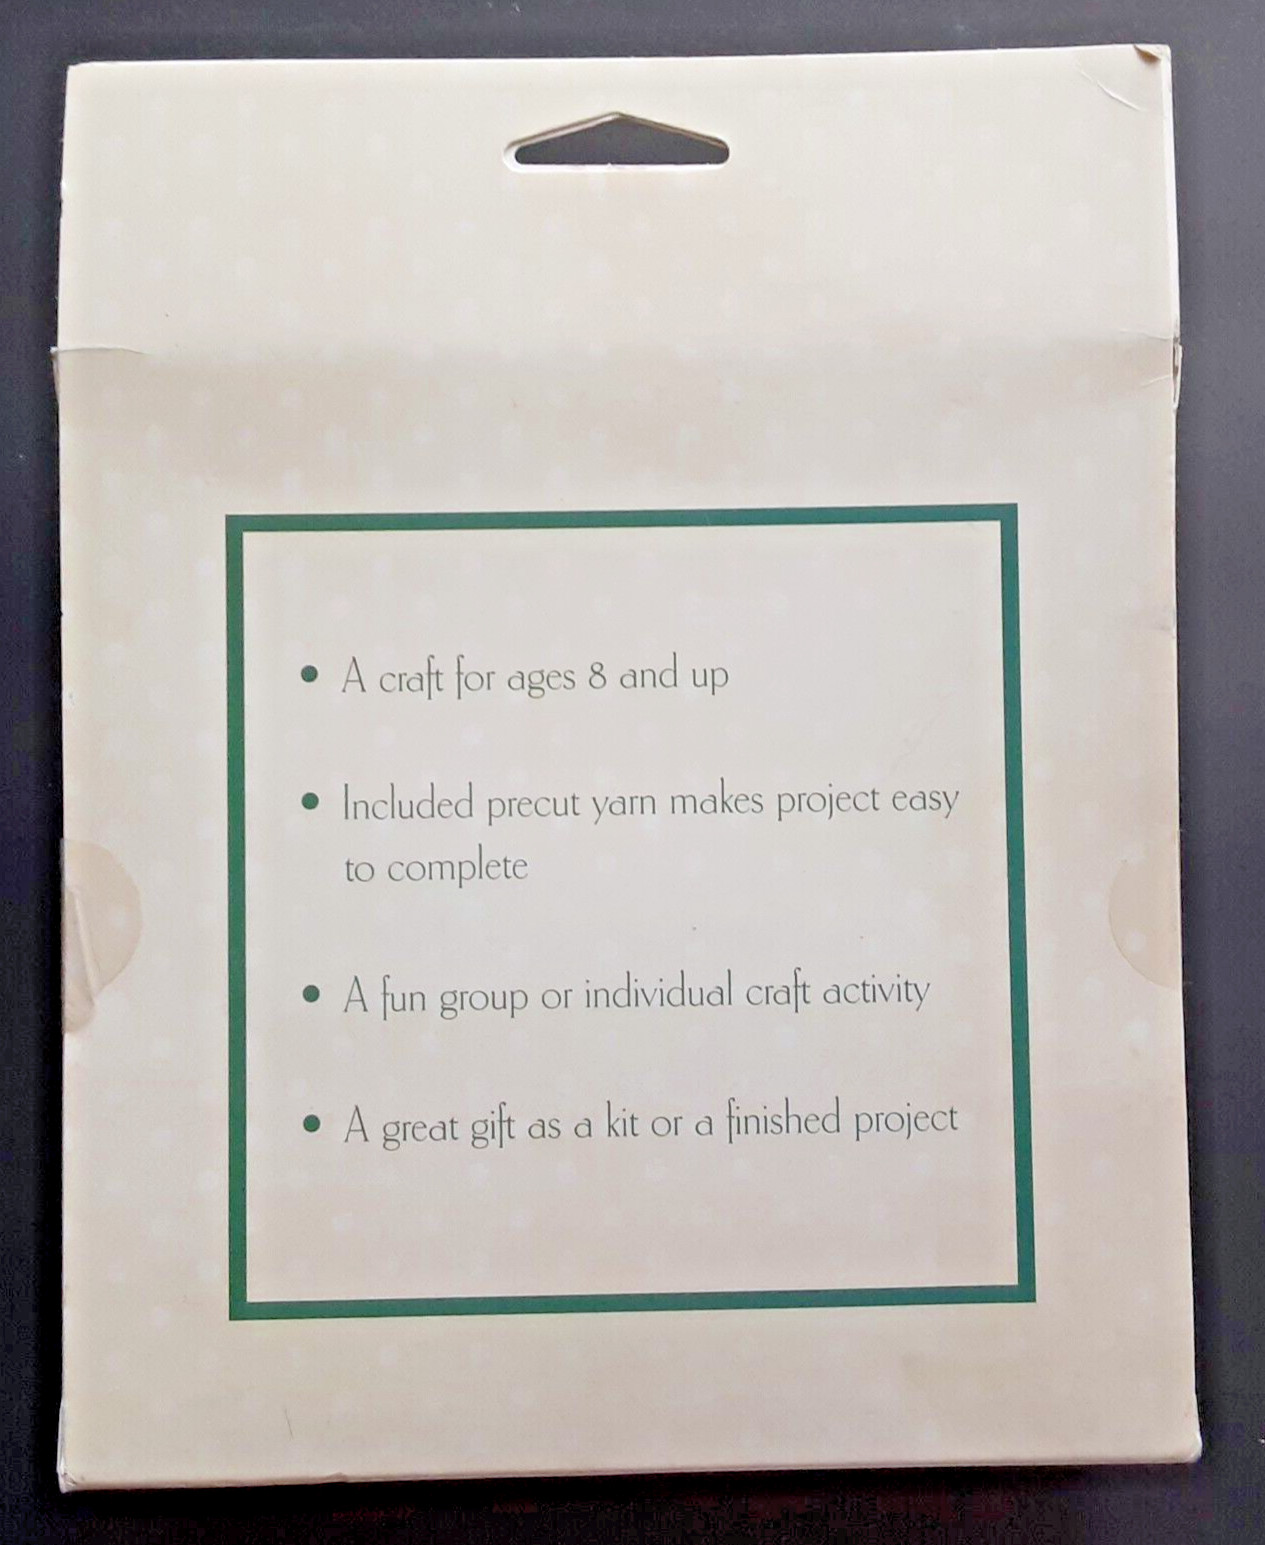 • A craft for ages 8 and up
• Included precut yarn makes project easy
to complete
• A fun group or individual craft activity
• A great gift as a kit or a finished project